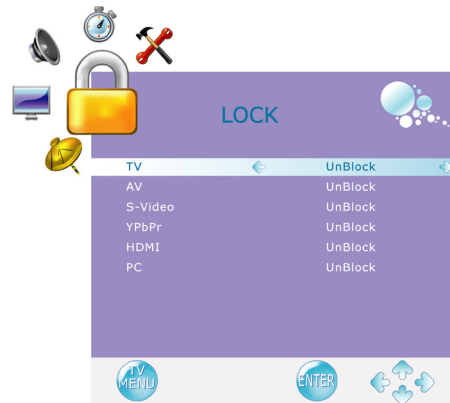 LOCK
TV UnBlock
AV UnBlock
S-Video UnBlock
YPbPr UnBlock
HDMI UnBlock
PC UnBlock
TV
MENU ENTER